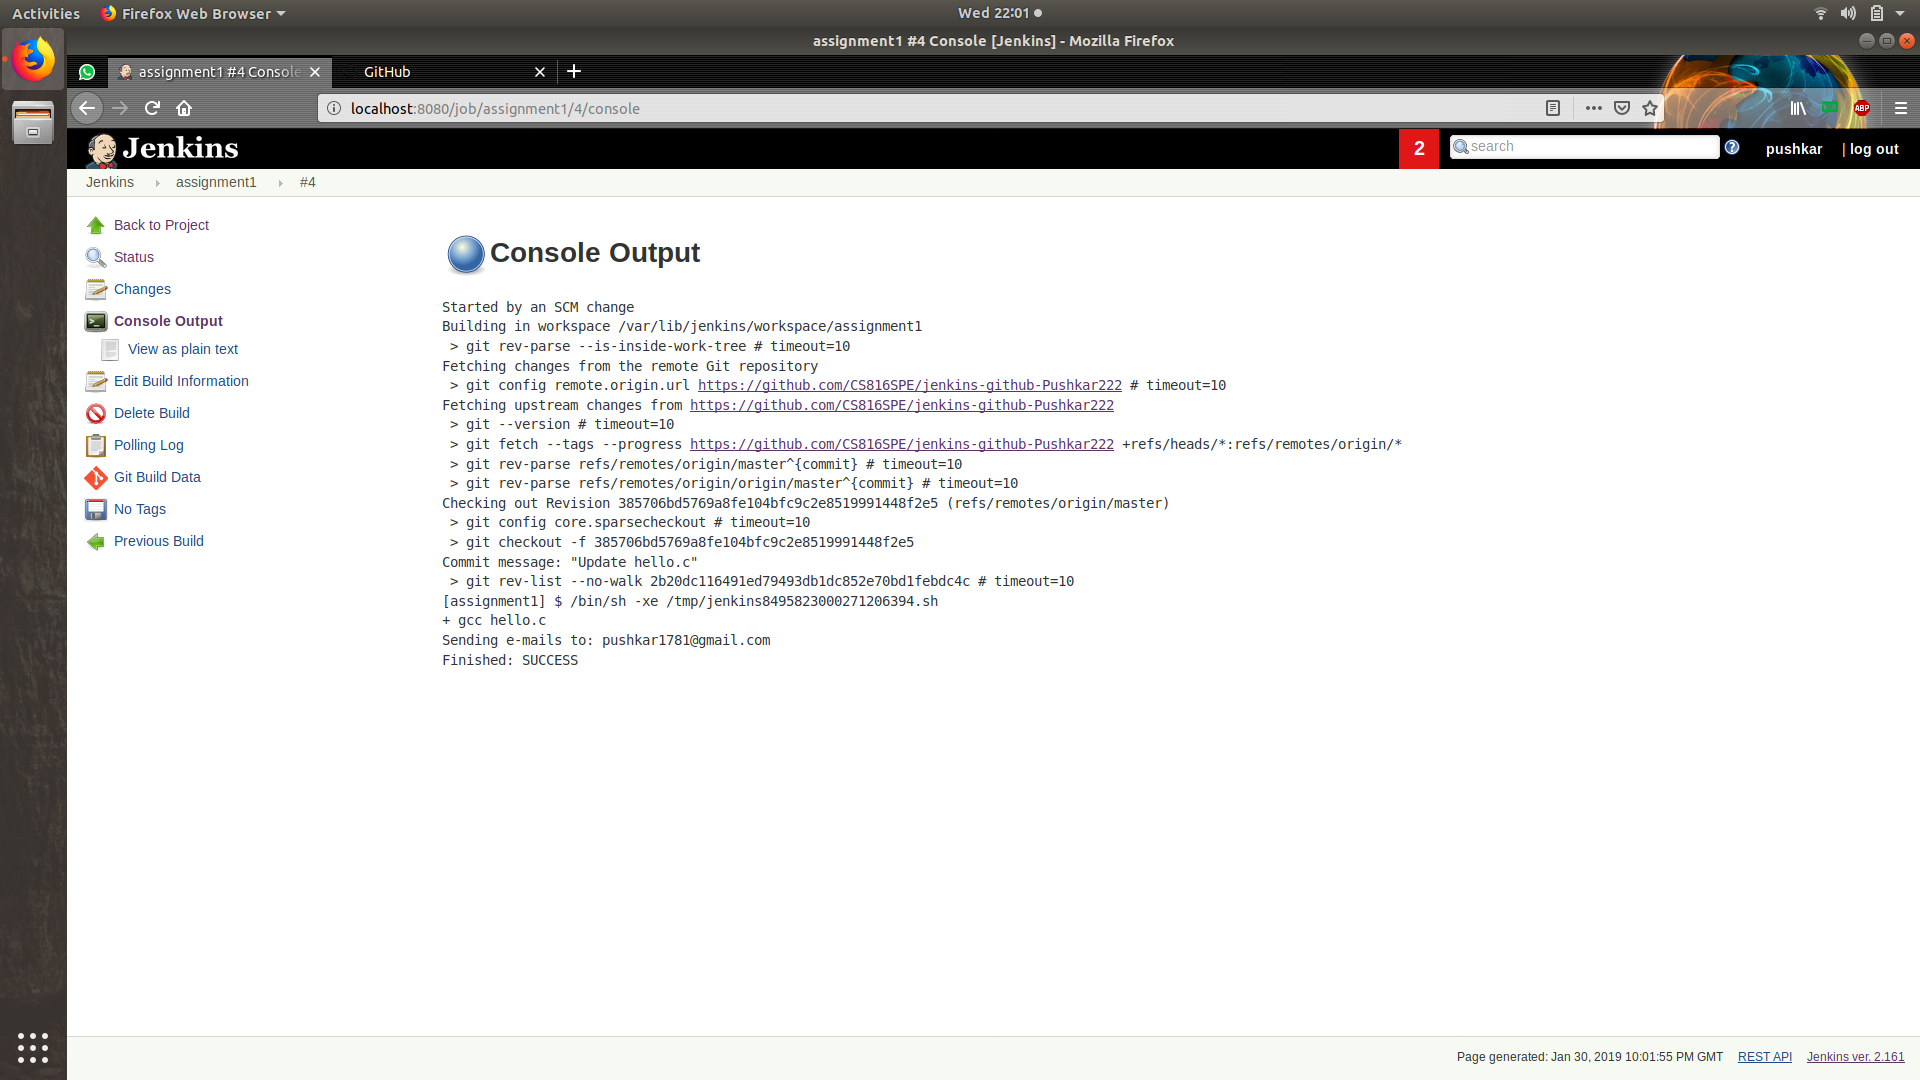 Activities
Firefox Web Browser
Wed 22:01
assignment1 #4 Console [Jenkins] - Mozilla Firefox
assignment1 #4 Console
GitHub
localhost:8080/job/assignment1/4/console
ABP
Jenkins
2
search
pushkar
| log out
Jenkins
assignment1
#4
Back to Project
Status
Changes
Console Output
View as plain text
Edit Build Information
Delete Build
Polling Log
Git Build Data
No Tags
Previous Build
Console Output
Started by an SCM change
Building in workspace /var/lib/jenkins/workspace/assignment1
 > git rev-parse --is-inside-work-tree # timeout=10
Fetching changes from the remote Git repository
 > git config remote.origin.url https://github.com/CS816SPE/jenkins-github-Pushkar222 # timeout=10
Fetching upstream changes from https://github.com/CS816SPE/jenkins-github-Pushkar222
 > git --version # timeout=10
 > git fetch --tags --progress https://github.com/CS816SPE/jenkins-github-Pushkar222 +refs/heads/*:refs/remotes/origin/*
 > git rev-parse refs/remotes/origin/master^{commit} # timeout=10
 > git rev-parse refs/remotes/origin/origin/master^{commit} # timeout=10
Checking out Revision 385706bd5769a8fe104bfc9c2e8519991448f2e5 (refs/remotes/origin/master)
 > git config core.sparsecheckout # timeout=10
 > git checkout -f 385706bd5769a8fe104bfc9c2e8519991448f2e5
Commit message: "Update hello.c"
 > git rev-list --no-walk 2b20dc116491ed79493db1dc852e70bd1febdc4c # timeout=10
[assignment1] $ /bin/sh -xe /tmp/jenkins8495823000271206394.sh
+ gcc hello.c
Sending e-mails to: pushkar1781@gmail.com
Finished: SUCCESS
Page generated: Jan 30, 2019 10:01:55 PM GMT
REST API
Jenkins ver. 2.161